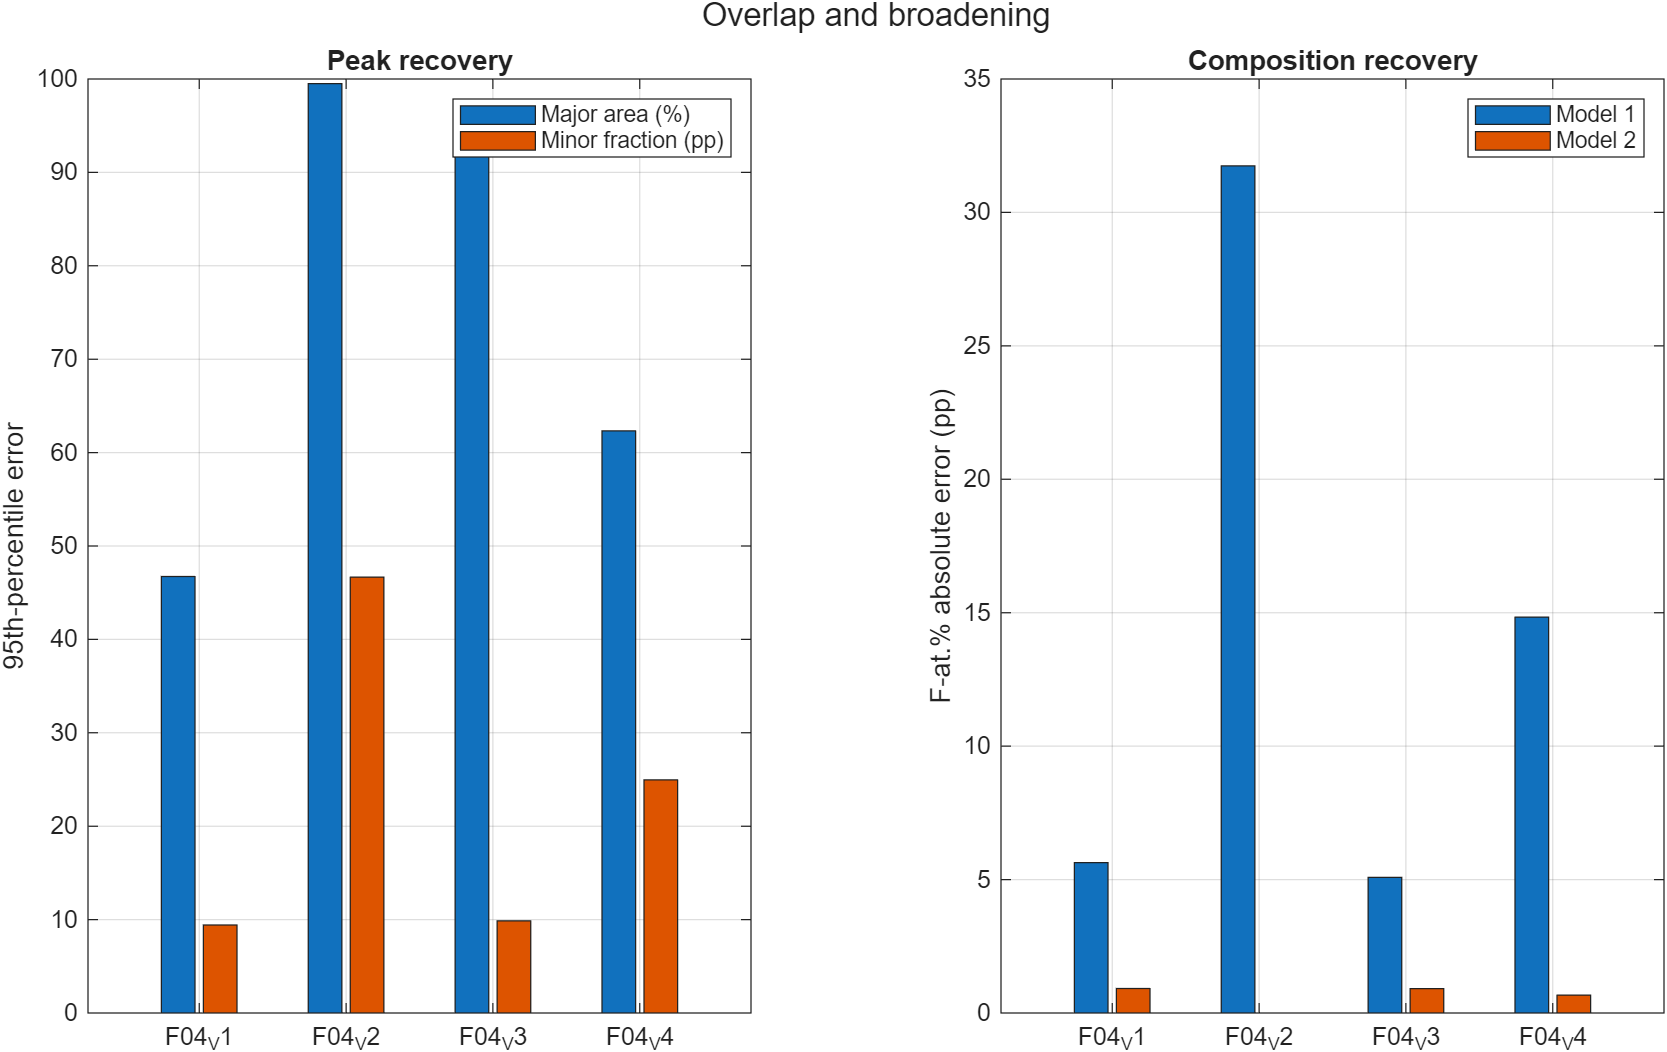 Overlap and broadening
Peak recovery
95th-percentile error
100
90
80
70
60
50
40
30
20
10
0
Major area (%)
Minor fraction (pp)
F04V1
F04V2
F04V3
F04V4
Composition recovery
F-at.% absolute error (pp)
35
30
25
20
15
10
5
0
Model 1
Model 2
F04V1
F04V2
F04V3
F04V4